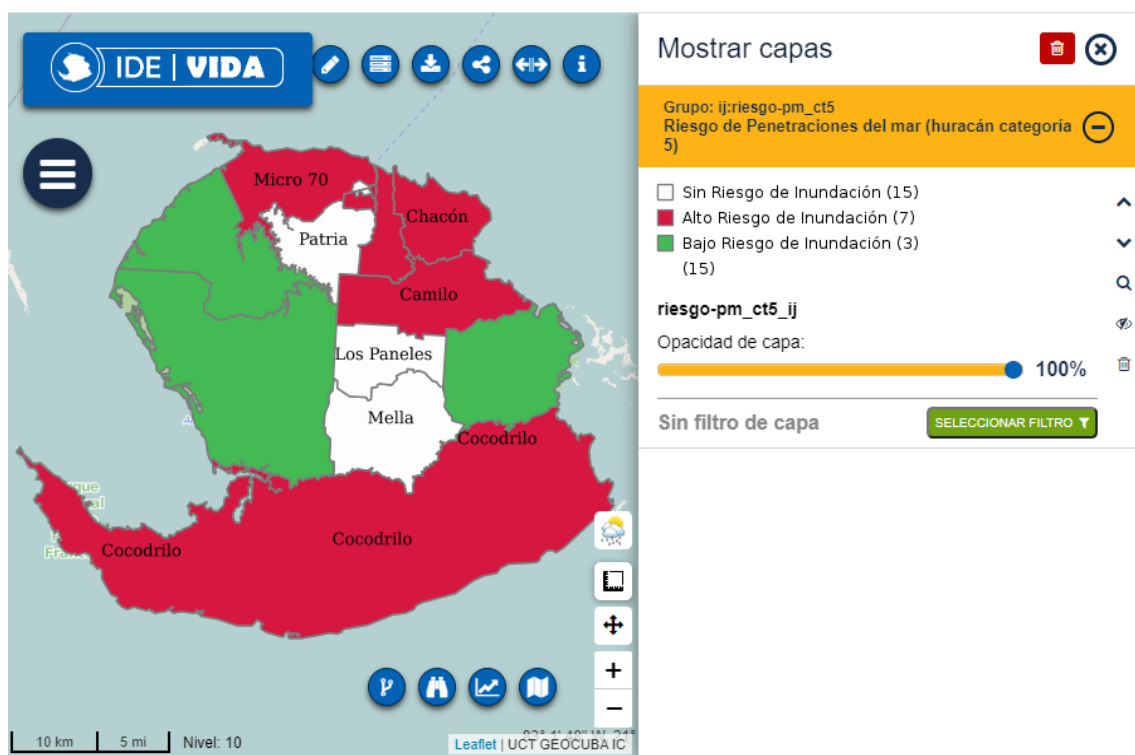 IDE | VIDA
Micro 70
Chacón
Patria
Camilo
Los Paneles
Mella
Cocodrilo
Cocodrilo
Cocodrilo
10 km
5 mi
Nivel: 10
Leaflet | UCT GEOCUBA IC
Mostrar capas
Grupo: ij:riesgo-pm_ct5
Riesgo de Penetraciones del mar (huracán categoría
5)
Sin Riesgo de Inundación (15)
Alto Riesgo de Inundación (7)
Bajo Riesgo de Inundación (3)
(15)
riesgo-pm_ct5_ij
Opacidad de capa:
100%
Sin filtro de capa
SELECCIONAR FILTRO